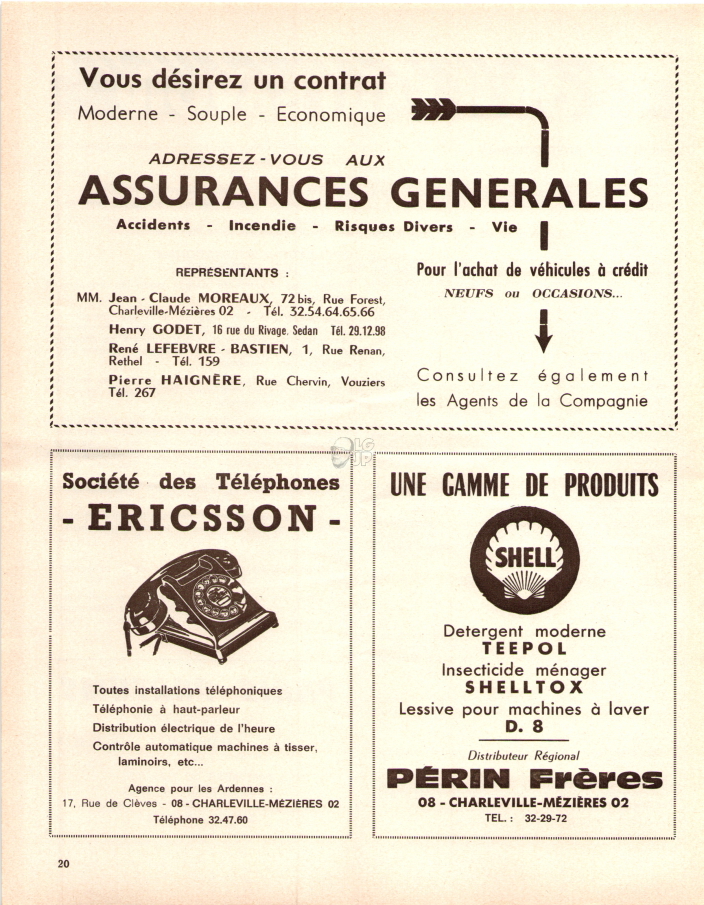 Vous désirez un contrat
Moderne - Souple - Economique
ADRESSEZ-VOUS AUX
ASSURANCES GENERALES
Accidents - Incendie - Risques Divers - Vie
REPRÉSENTANTS :
MM. Jean-Claude MOREAUX, 72 bis, Rue Forest,
Charleville-Mézières 02 - Tél. 32.54.64.65.66
Henry GODET, 16 rue du Rivage. Sedan Tél. 29.12.98
René LEFEBVRE - BASTIEN, 1, Rue Renan,
Rethel - Tél. 159
Pierre HAIGNÈRE, Rue Chervin, Vouziers
Tél. 267
Pour l'achat de véhicules à crédit
NEUFS ou OCCASIONS...
Consultez également
les Agents de la Compagnie
LG
UP
Société des Téléphones
- ERICSSON -
Toutes installations téléphoniques
Téléphonie à haut-parleur
Distribution électrique de l'heure
Contrôle automatique machines à tisser,
laminoirs, etc...
Agence pour les Ardennes :
17, Rue de Clèves - 08 - CHARLEVILLE-MÉZIÈRES 02
Téléphone 32.47.60
UNE GAMME DE PRODUITS
SHELL
Detergent moderne
TEEPOL
Insecticide ménager
SHELLTOX
Lessive pour machines à laver
D. 8
Distributeur Régional
PÉRIN Frères
08 - CHARLEVILLE-MÉZIÈRES 02
TEL. : 32-29-72
20